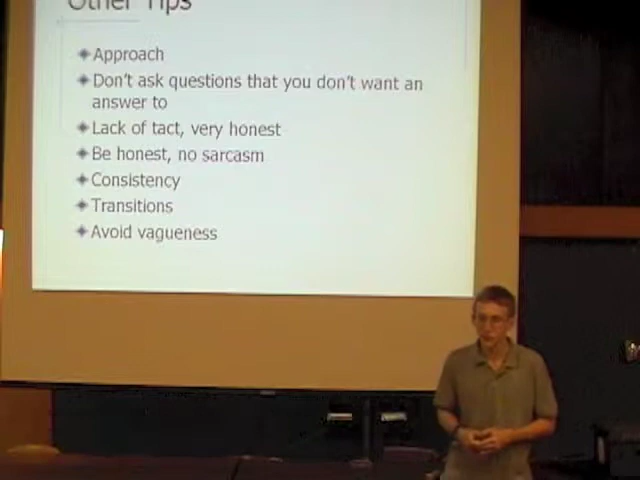 Other Tips
Approach
Don't ask questions that you don't want an
answer to
Lack of tact, very honest
Be honest, no sarcasm
Consistency
Transitions
Avoid vagueness